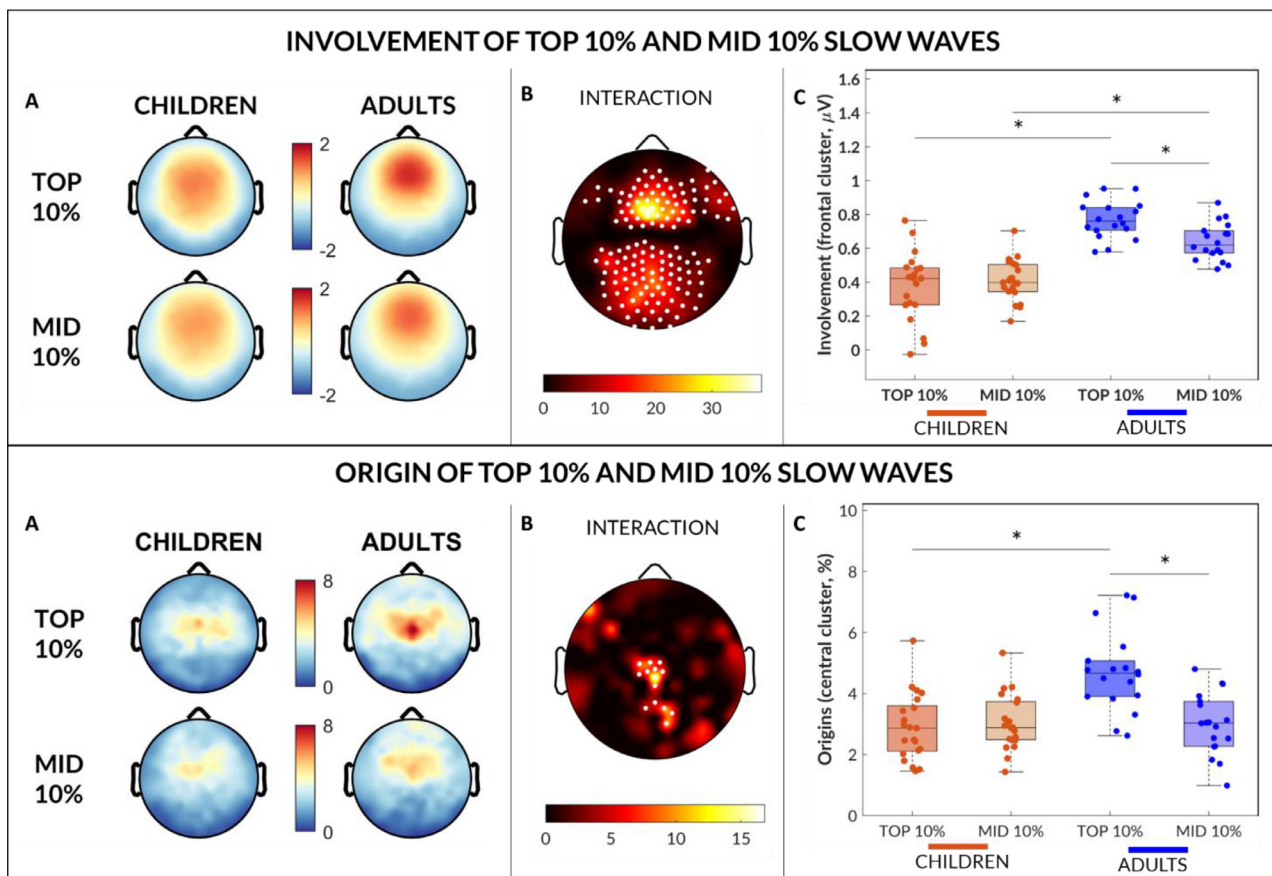 INVOLVEMENT OF TOP 10% AND MID 10% SLOW WAVES
A
CHILDREN
ADULTS
TOP
10%
2
-2
MID
10%
2
-2
B
INTERACTION
0
10
20
30
C
Involvement (frontal cluster, μV)
1.6
1.4
1.2
1
0.8
0.6
0.4
0.2
0
*
*
*
TOP 10%
MID 10%
TOP 10%
MID 10%
CHILDREN
ADULTS
ORIGIN OF TOP 10% AND MID 10% SLOW WAVES
A
CHILDREN
ADULTS
TOP
10%
8
0
MID
10%
8
0
B
INTERACTION
0
5
10
15
C
Origins (central cluster, %)
10
8
6
4
2
0
*
*
TOP 10%
MID 10%
TOP 10%
MID 10%
CHILDREN
ADULTS